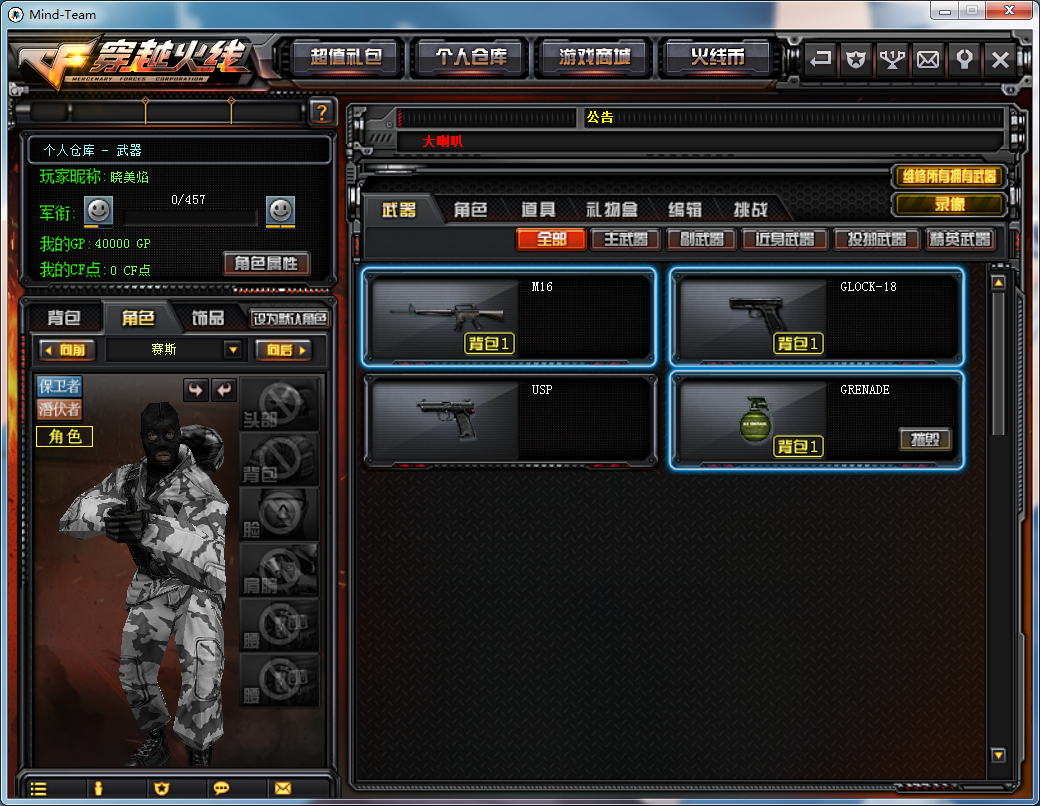 Mind-Team
CF 穿越火线
MERCENARY FORCES CORPORATION
超值礼包
个人仓库
游戏商城
火线币
?
公告
大喇叭
个人仓库 - 武器
玩家昵称: 晓美焰
军衔:
0/457
我的GP: 40000 GP
我的CF点: 0 CF点
角色属性
维修所有拥有武器
录像
武器
角色
道具
礼物盒
编辑
挑战
全部
主武器
副武器
近身武器
投掷武器
精英武器
背包
角色
饰品
设为默认角色
向前
赛斯
向后
保卫者
潜伏者
角色
头部
背包
脸
肩膀
腰
腰
M16
背包1
GLOCK-18
背包1
USP
GRENADE
背包1
摧毁